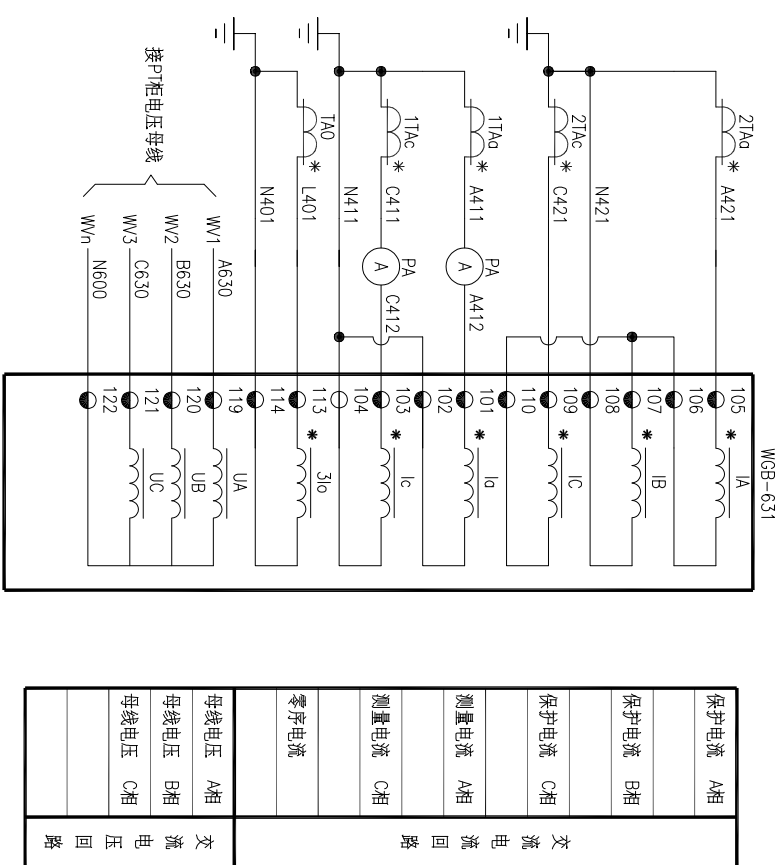 WGB-631
2TAa
*
A421
105
*
IA
106
N421
107
*
IB
108
2TAc
*
C421
109
*
IC
110
1TAa
*
A411
PA
A
A412
101
*
Ia
102
1TAc
*
C411
PA
A
C412
103
*
Ic
N411
104
TA0
*
L401
113
*
3Io
N401
114
接PT柜电压母线
WV1
A630
119
UA
WV2
B630
120
UB
WV3
C630
121
UC
WVn
N600
122
保护电流 A相
保护电流 B相
保护电流 C相
测量电流 A相
测量电流 C相
零序电流
交流电流回路
母线电压 A相
母线电压 B相
母线电压 C相
交流电压回路